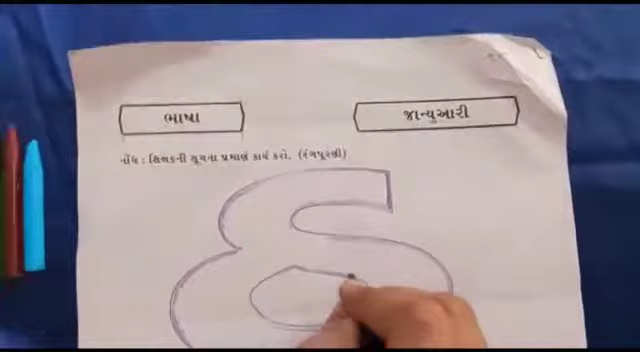 ભાષા
જાન્યુઆરી
નોંધ : શિક્ષકની સૂચના પ્રમાણે કાર્ય કરો. (રંગપૂરણી)